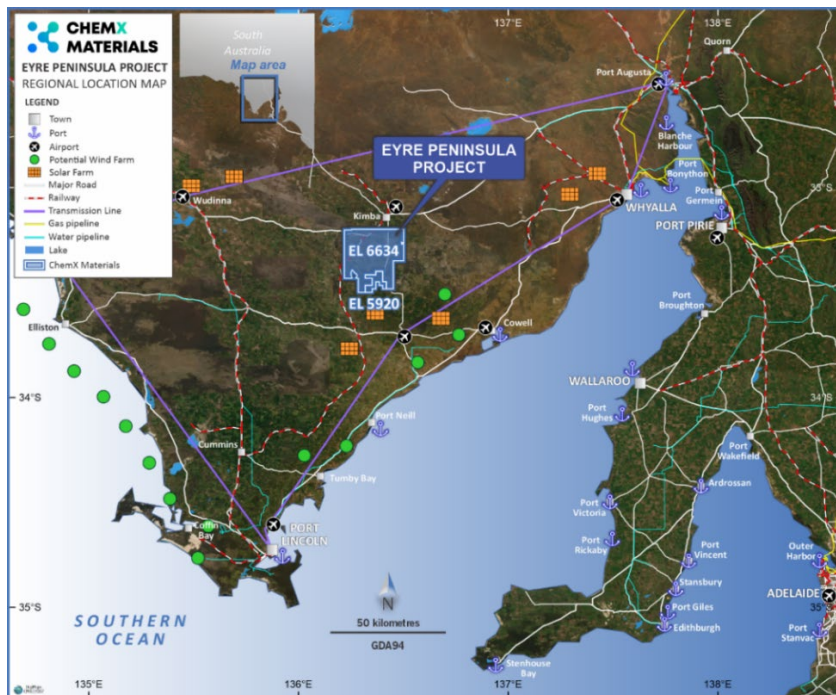 CHEMX
MATERIALS
EYRE PENINSULA PROJECT
REGIONAL LOCATION MAP
LEGEND
Town
Port
Airport
Potential Wind Farm
Solar Farm
Major Road
Railway
Transmission Line
Gas pipeline
Water pipeline
Lake
ChemX Materials
South
Australia
Map area
137°E
138°E
Quorn
Port Augusta
Blanche
Harbour
EYRE PENINSULA
PROJECT
Port
Bonython
Port
Germein
35°S
Wudinna
Kimba
WHYALLA
PORT PIRIE
EL 6634
EL 5920
Port
Broughton
Elliston
Cowell
WALLAROO
34°S
34°S
Port Neill
Port
Hughes
Cummins
Port
Wakefield
Tumby Bay
Ardrossan
Port
Victoria
Coffin
Bay
PORT
LINCOLN
Port
Rickaby
Port
Vincent
Outer
Harbor
Stansbury
ADELAIDE
35°S
35°S
Port Giles
Edithburgh
Port
Stanvac
SOUTHERN
OCEAN
N
50 kilometres
GDA94
Stenhouse
Bay
135°E
136°E
137°E
138°E